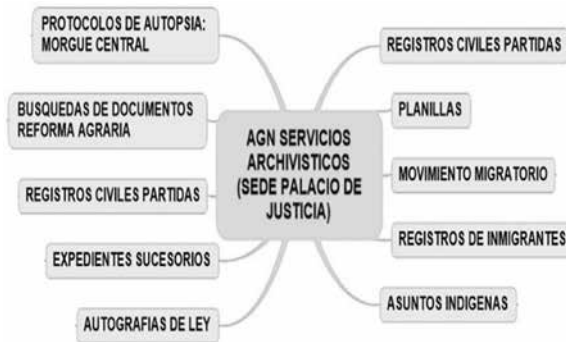 PROTOCOLOS DE AUTOPSIA:
MORGUE CENTRAL
BUSQUEDAS DE DOCUMENTOS
REFORMA AGRARIA
REGISTROS CIVILES PARTIDAS
EXPEDIENTES SUCESORIOS
AUTOGRAFIAS DE LEY
AGN SERVICIOS
ARCHIVISTICOS
(SEDE PALACIO DE
JUSTICIA)
REGISTROS CIVILES PARTIDAS
PLANILLAS
MOVIMIENTO MIGRATORIO
REGISTROS DE INMIGRANTES
ASUNTOS INDIGENAS